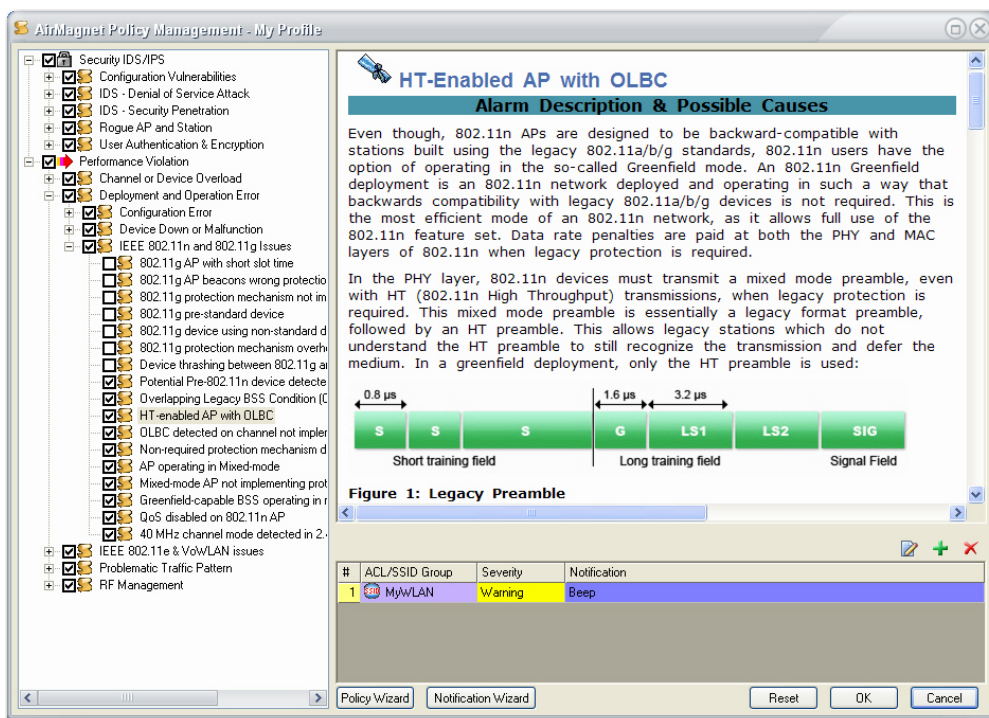 AirMagnet Policy Management - My Profile
Security IDS/IPS
Configuration Vulnerabilities
IDS - Denial of Service Attack
IDS - Security Penetration
Rogue AP and Station
User Authentication & Encryption
Performance Violation
Channel or Device Overload
Deployment and Operation Error
Configuration Error
Device Down or Malfunction
IEEE 802.11n and 802.11g Issues
802.11g AP with short slot time
802.11g AP beacons wrong protectio
802.11g protection mechanism not im
802.11g pre-standard device
802.11g device using non-standard d
802.11g protection mechanism overh
Device thrashing between 802.11g ar
Potential Pre-802.11n device detecte
Overlapping Legacy BSS Condition (O
HT-enabled AP with OLBC
OLBC detected on channel not impler
Non-required protection mechanism d
AP operating in Mixed-mode
Mixed-mode AP not implementing prot
Greenfield-capable BSS operating in r
QoS disabled on 802.11n AP
40 MHz channel mode detected in 2.
IEEE 802.11e & VoWLAN issues
Problematic Traffic Pattern
RF Management
HT-Enabled AP with OLBC
Alarm Description & Possible Causes
Even though, 802.11n APs are designed to be backward-compatible with
stations built using the legacy 802.11a/b/g standards, 802.11n users have the
option of operating in the so-called Greenfield mode. An 802.11n Greenfield
deployment is an 802.11n network deployed and operating in such a way that
backwards compatibility with legacy 802.11a/b/g devices is not required. This is
the most efficient mode of an 802.11n network, as it allows full use of the
802.11n feature set. Data rate penalties are paid at both the PHY and MAC
layers of 802.11n when legacy protection is required.
In the PHY layer, 802.11n devices must transmit a mixed mode preamble, even
with HT (802.11n High Throughput) transmissions, when legacy protection is
required. This mixed mode preamble is essentially a legacy format preamble,
followed by an HT preamble. This allows legacy stations which do not
understand the HT preamble to still recognize the transmission and defer the
medium. In a greenfield deployment, only the HT preamble is used:
0.8 µs 1.6 µs 3.2 µs
S S S G LS1 LS2 SIG
Short training field Long training field Signal Field
Figure 1: Legacy Preamble
# ACL/SSID Group Severity Notification
1 SSID MyWLAN Warning Beep
Policy Wizard Notification Wizard Reset OK Cancel